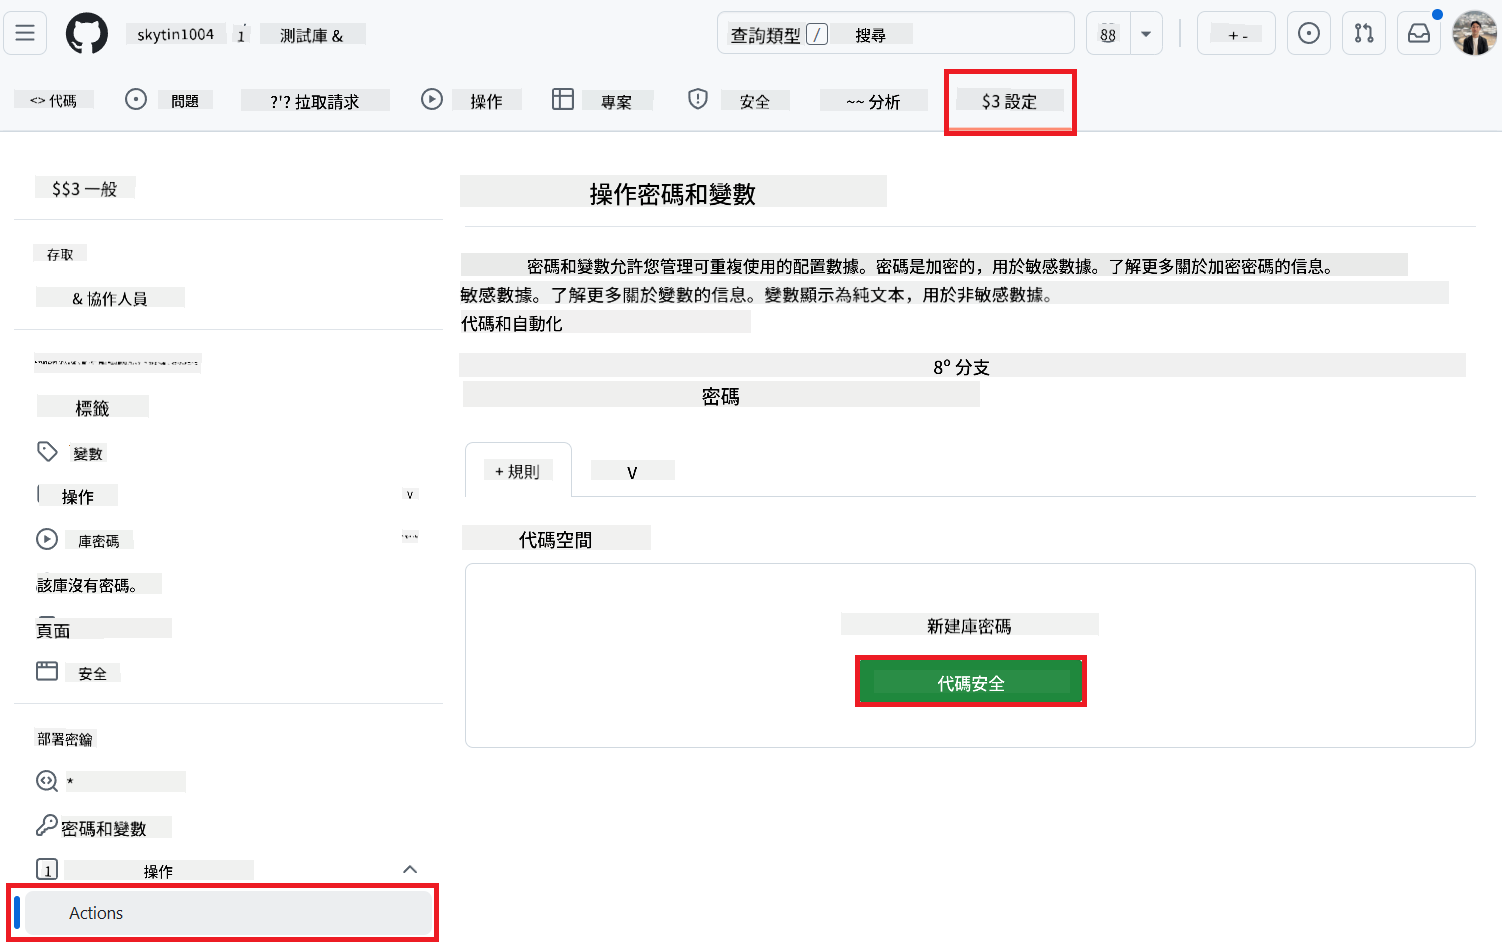 skytin1004
測試庫 &
查詢類型 / 搜尋
88
+ -
<> 代碼
問題
?'? 拉取請求
操作
專案
安全
~~ 分析
$3 設定
$$3 一般
存取
& 協作人員
標籤
變數
操作
v
庫密碼
該庫沒有密碼。
頁面
安全
部署密鑰
*
密碼和變數
1 操作
Actions
操作密碼和變數
密碼和變數允許您管理可重複使用的配置數據。密碼是加密的，用於敏感數據。了解更多關於加密密碼的信息。
敏感數據。了解更多關於變數的信息。變數顯示為純文本，用於非敏感數據。
代碼和自動化
8º 分支
密碼
+ 規則
V
代碼空間
新建庫密碼
代碼安全